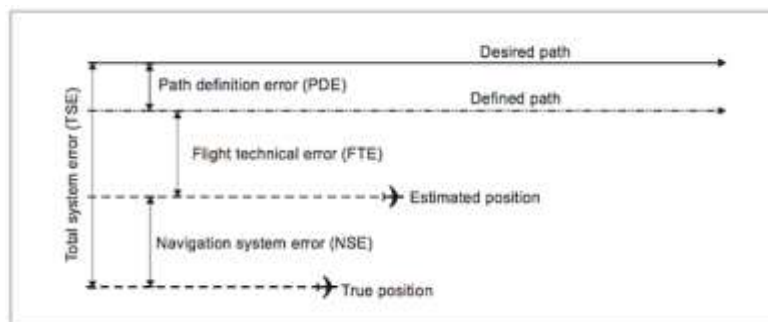 Desired path
Path definition error (PDE)
Defined path
Total system error (TSE)
Flight technical error (FTE)
Estimated position
Navigation system error (NSE)
True position